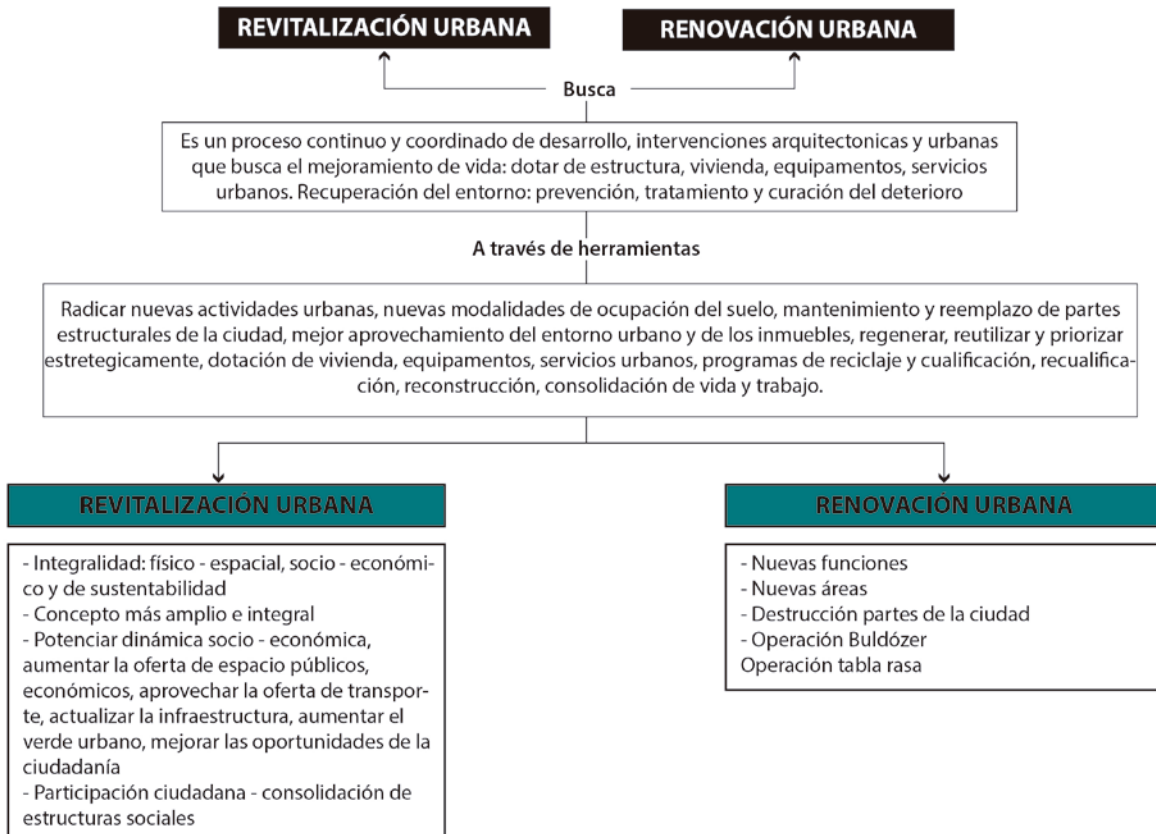 REVITALIZACIÓN URBANA
RENOVACIÓN URBANA
Busca
Es un proceso continuo y coordinado de desarrollo, intervenciones arquitectonicas y urbanas
que busca el mejoramiento de vida: dotar de estructura, vivienda, equipamentos, servicios
urbanos. Recuperación del entorno: prevención, tratamiento y curación del deterioro
A través de herramientas
Radicar nuevas actividades urbanas, nuevas modalidades de ocupación del suelo, mantenimiento y reemplazo de partes
estructurales de la ciudad, mejor aprovechamiento del entorno urbano y de los inmuebles, regenerar, reutilizar y priorizar
estretegicamente, dotación de vivienda, equipamentos, servicios urbanos, programas de reciclaje y cualificación, recualifica-
ción, reconstrucción, consolidación de vida y trabajo.
REVITALIZACIÓN URBANA
- Integralidad: físico - espacial, socio - económi-
co y de sustentabilidad
- Concepto más amplio e integral
- Potenciar dinámica socio - económica,
aumentar la oferta de espacio públicos,
económicos, aprovechar la oferta de transpor-
te, actualizar la infraestructura, aumentar el
verde urbano, mejorar las oportunidades de la
ciudadanía
- Participación ciudadana - consolidación de
estructuras sociales
RENOVACIÓN URBANA
- Nuevas funciones
- Nuevas áreas
- Destrucción partes de la ciudad
- Operación Buldózer
Operación tabla rasa